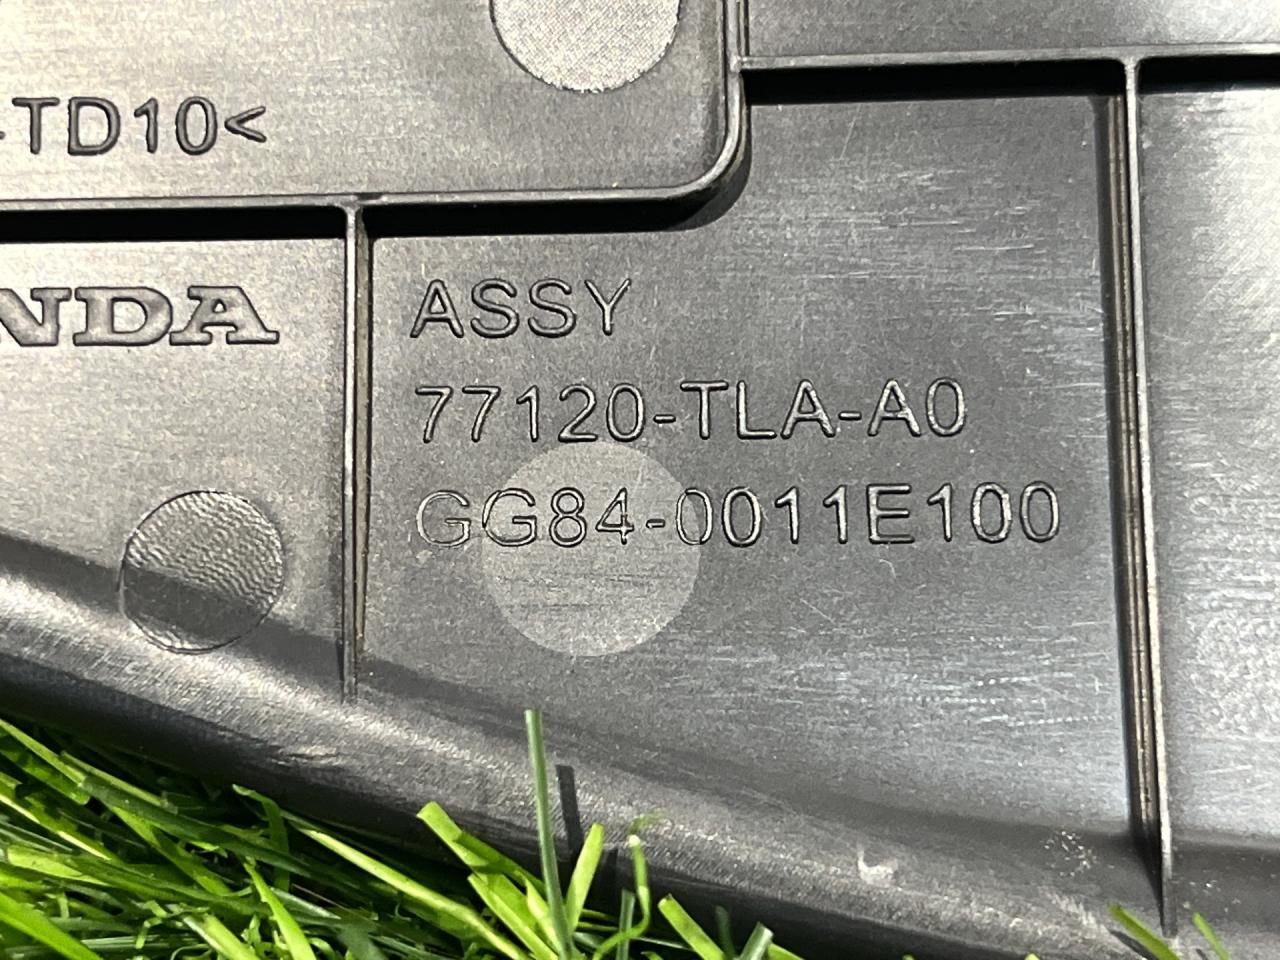 -TD10<
NDA
ASSY
77120-TLA-A0
GG84-0011E100